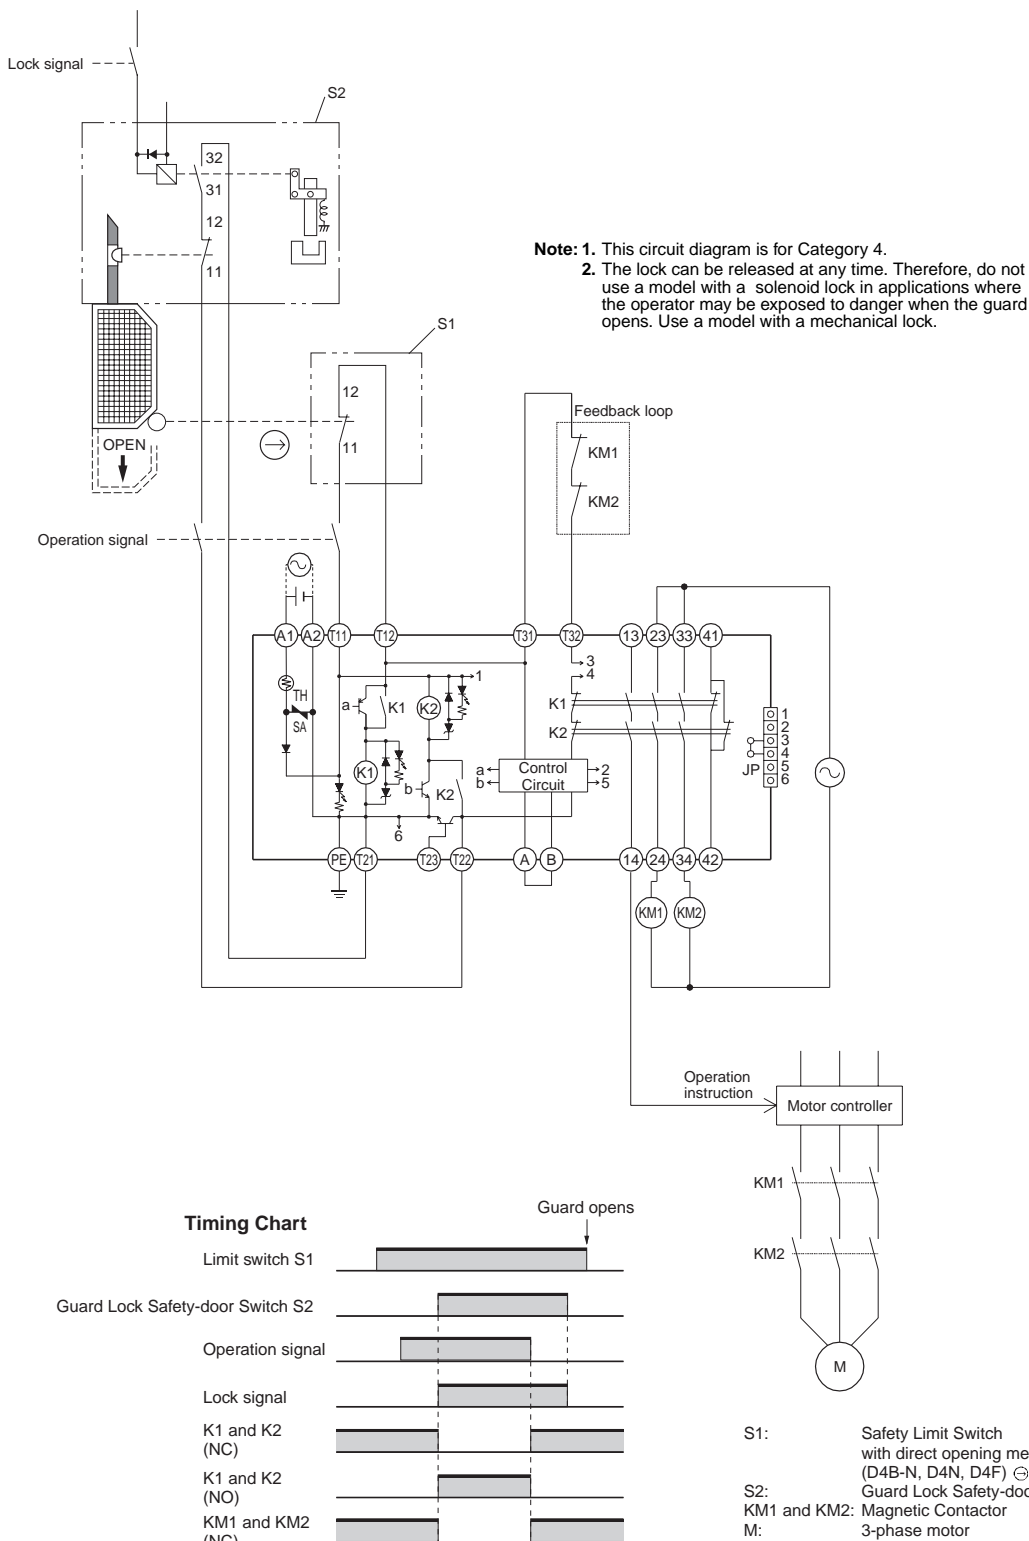 Lock signal
S2
32
31
12
11
Note: 1. This circuit diagram is for Category 4.
2. The lock can be released at any time. Therefore, do not
use a model with a solenoid lock in applications where
the operator may be exposed to danger when the guard
opens. Use a model with a mechanical lock.
S1
12
11
OPEN
Feedback loop
KM1
KM2
Operation signal
A1 A2 T11 T12 T31 T32 13 23 33 41
TH
SA
a
K1
K2
1
3
4
K1
K2
K1
b
K2
6
a
b
Control
Circuit
2
5
JP
1
2
3
4
5
6
PE T21 T23 T22 A B 14 24 34 42
KM1 KM2
Operation
instruction
Motor controller
KM1
KM2
M
Timing Chart
Guard opens
Limit switch S1
Guard Lock Safety-door Switch S2
Operation signal
Lock signal
K1 and K2
(NC)
K1 and K2
(NO)
KM1 and KM2
(NC)
S1: Safety Limit Switch
with direct opening me
(D4B-N, D4N, D4F)
S2: Guard Lock Safety-doo
KM1 and KM2: Magnetic Contactor
M: 3-phase motor